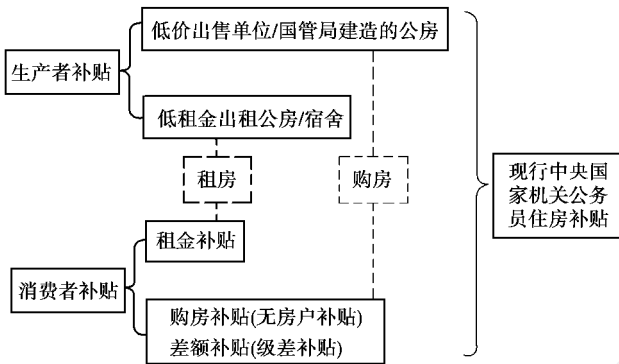 低价出售单位/国管局建造的公房
生产者补贴
低租金出租公房/宿舍
租房
购房
现行中央国
家机关公务
员住房补贴
租金补贴
消费者补贴
购房补贴(无房户补贴)
差额补贴(级差补贴)